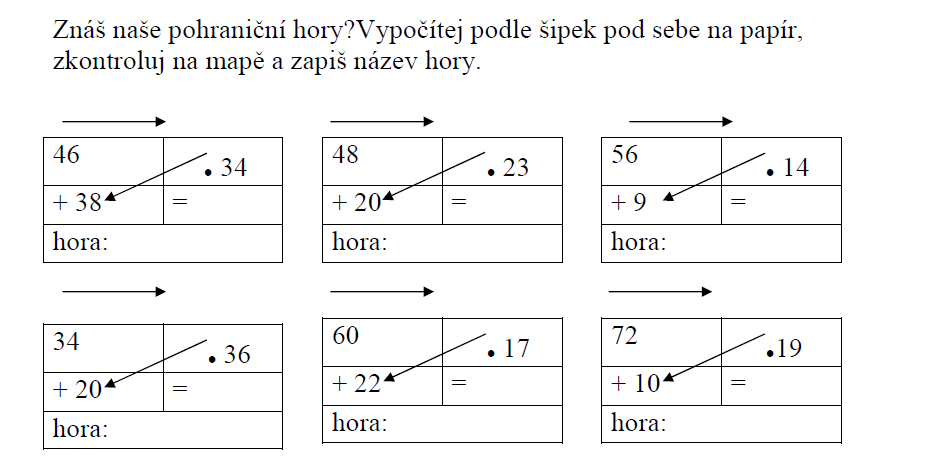 Znáš naše pohraniční hory?Vypočítej podle šipek pod sebe na papír,
zkontroluj na mapě a zapiš název hory.
46 • 34
+ 38 =
hora:
48 • 23
+ 20 =
hora:
56 • 14
+ 9 =
hora:
34 • 36
+ 20 =
hora:
60 • 17
+ 22 =
hora:
72 •19
+ 10 =
hora: